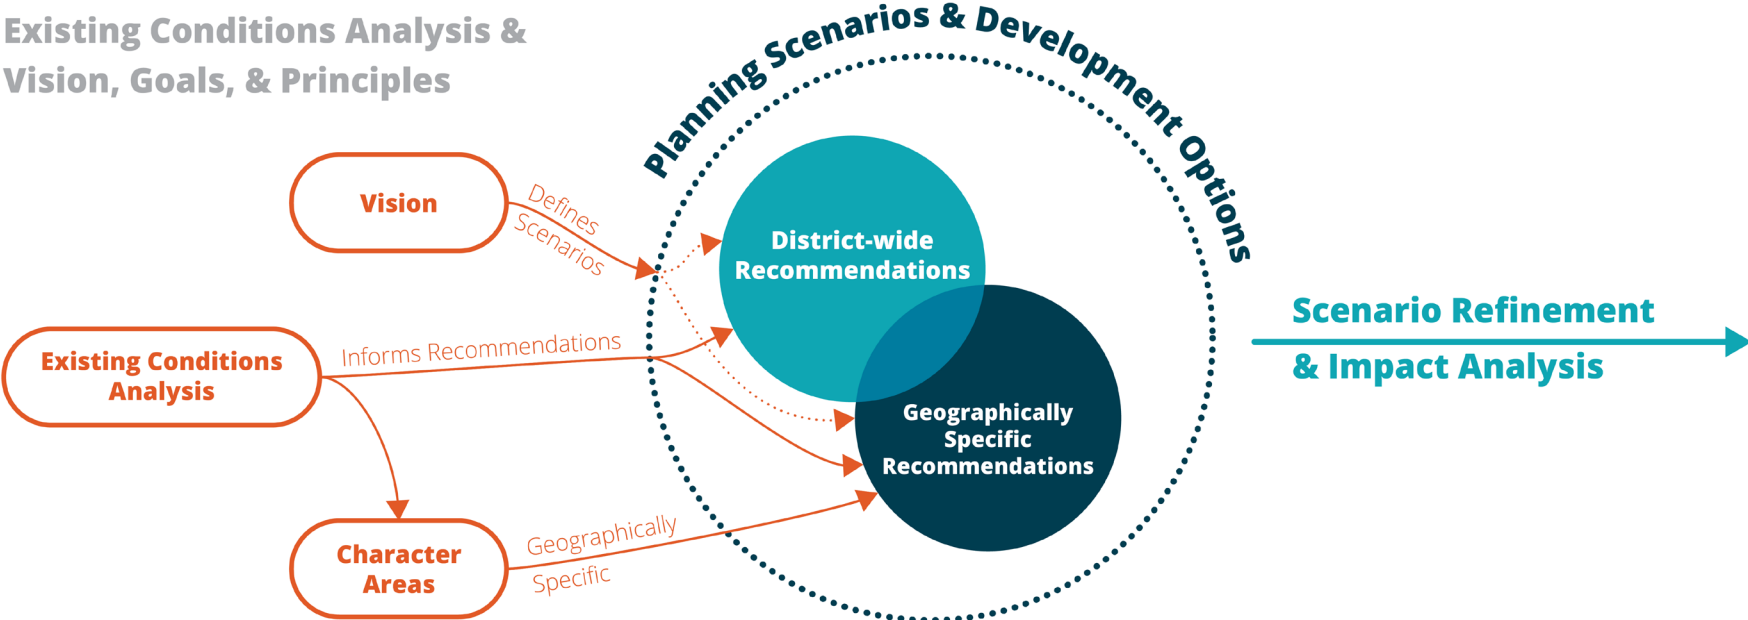 Existing Conditions Analysis &
Vision, Goals, & Principles
Planning Scenarios & Development Options
Vision
Defines
Scenarios
District-wide
Recommendations
Existing Conditions
Analysis
Informs Recommendations
Scenario Refinement
& Impact Analysis
Geographically
Specific
Recommendations
Character
Areas
Geographically
Specific